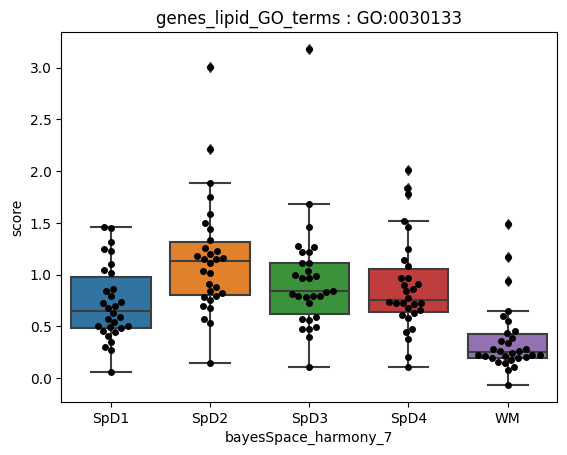 genes_lipid_GO_terms : GO:0030133
3.0
2.5
2.0
1.5
1.0
0.5
0.0
score
SpD1 SpD2 SpD3 SpD4 WM
bayesSpace_harmony_7